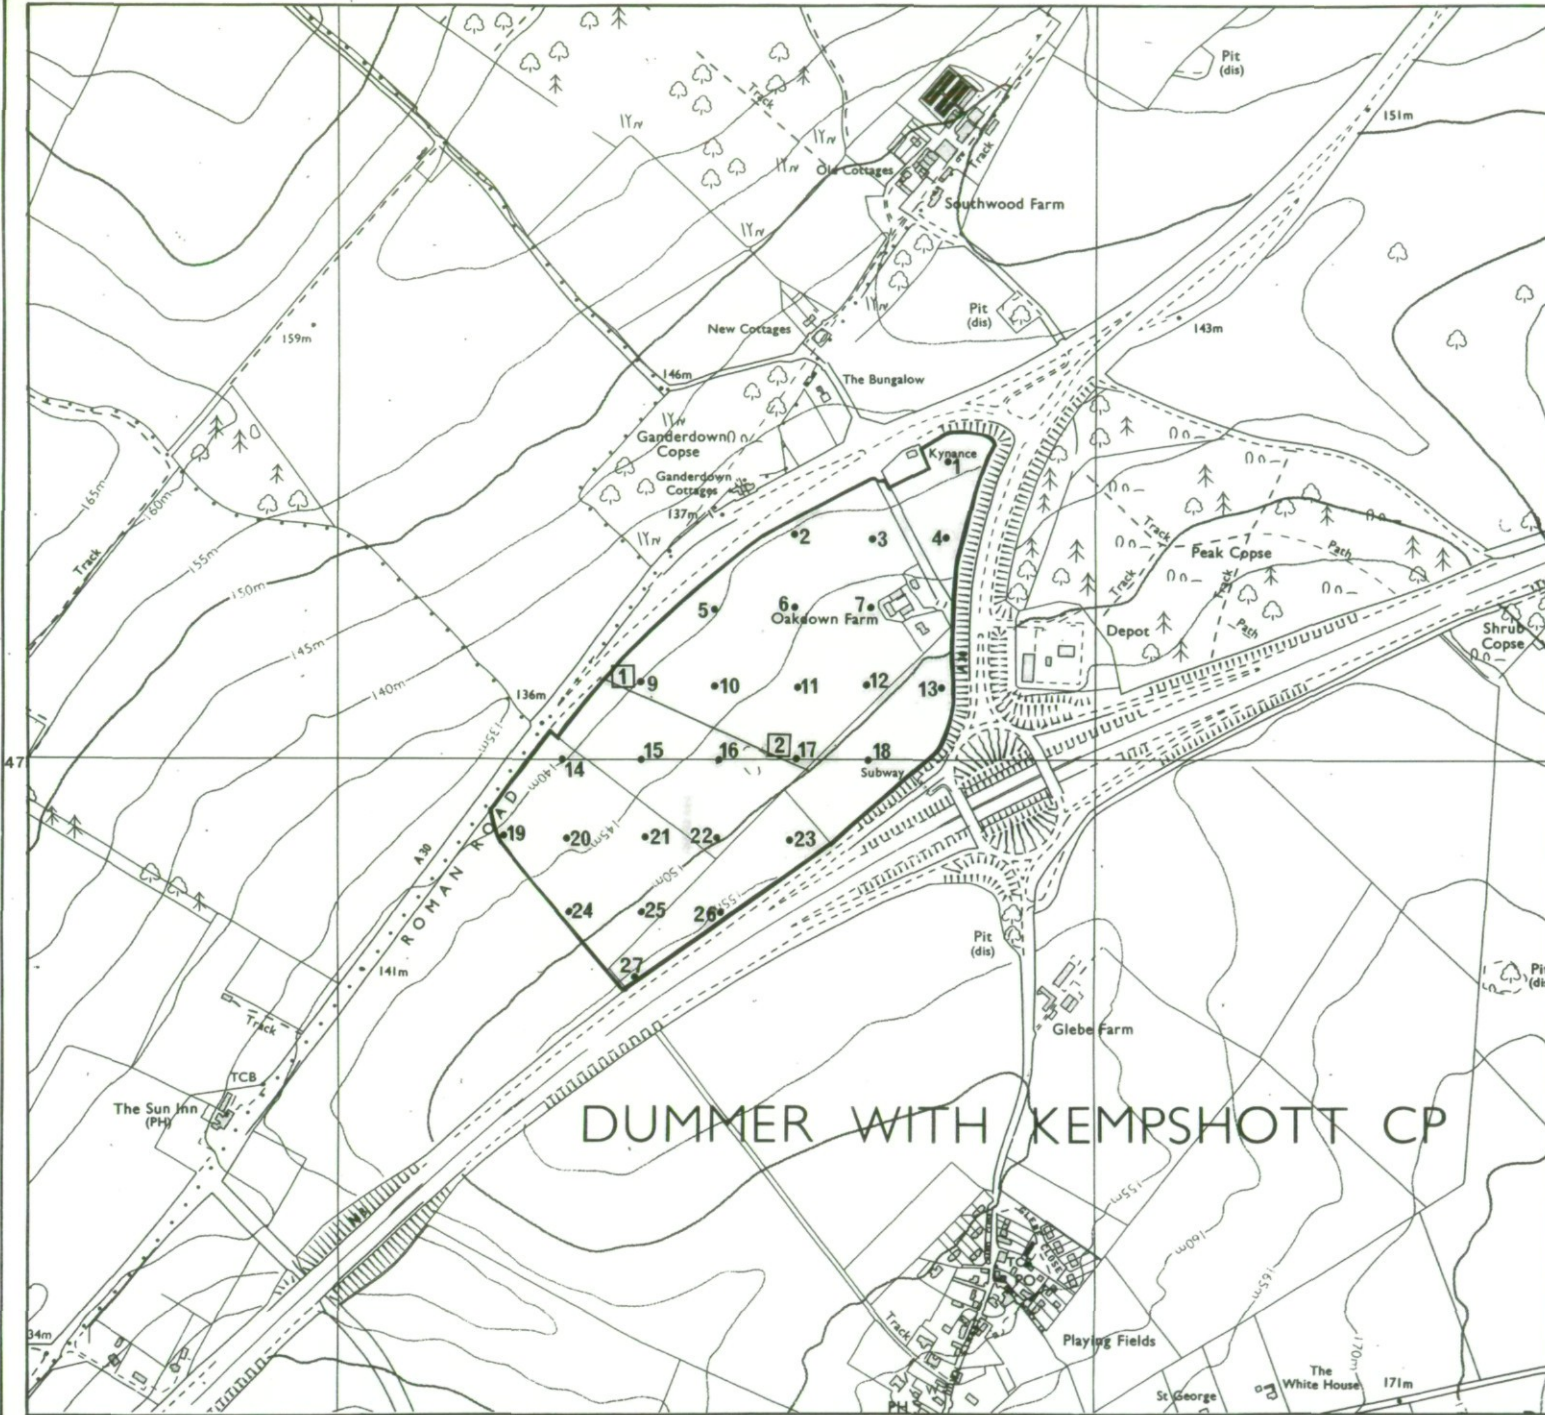 Pit
(dis)
151m
Track
Track
Old Cottages
Southwood Farm
159m
New Cottages
Pit
(dis)
143m
146m
The Bungalow
Ganderdown
Copse
Kynance
1
Ganderdown
Cottages
137m
165m
160m
155m
150m
145m
140m
135m
Track
2
3
4
Track
Peak Copse
Path
Track
Track
Path
5
6
7
Oakdown Farm
Depot
Shrub
Copse
1
9
10
11
12
13
136m
47
14
15
16
2
17
18
Subway
140m
145m
150m
155m
19
20
21
22
23
A30
ROMAN ROAD
24
25
26
27
141m
Pit
(dis)
Track
Glebe Farm
TCB
The Sun Inn
(PH)
DUMMER WITH KEMPSHOTT CP
155m
160m
165m
170m
CLOSE
PO
34m
Track
Playing Fields
The
White House
171m
St George
PH